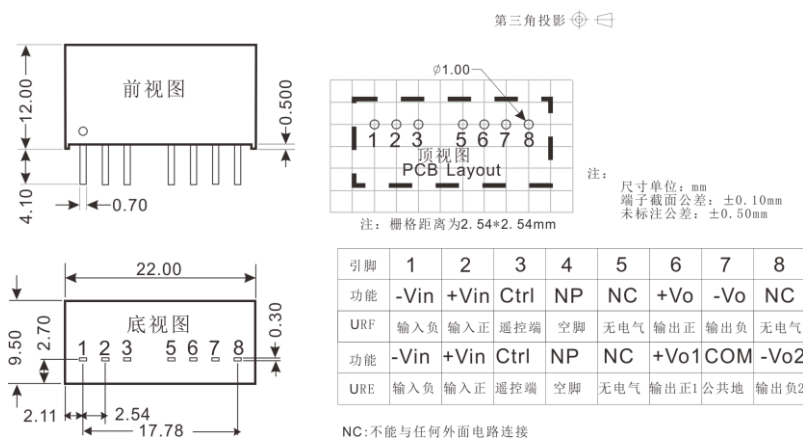 第三角投影
12.00
前视图
0.500
4.10
0.70
ø1.00
1 2 3 5 6 7 8
顶视图
PCB Layout
注：栅格距离为2.54*2.54mm
注：
尺寸单位：mm
端子截面公差：±0.10mm
未标注公差：±0.50mm
22.00
9.50
2.70
底视图
1 2 3 5 6 7 8
0.30
2.11
2.54
17.78
引脚 1 2 3 4 5 6 7 8
功能 -Vin +Vin Ctrl NP NC +Vo -Vo NC
URF 输入负 输入正 遥控端 空脚 无电气 输出正 输出负 无电气
功能 -Vin +Vin Ctrl NP NC +Vo1 COM -Vo2
URE 输入负 输入正 遥控端 空脚 无电气 输出正1 公共地 输出负2
NC:不能与任何外面电路连接